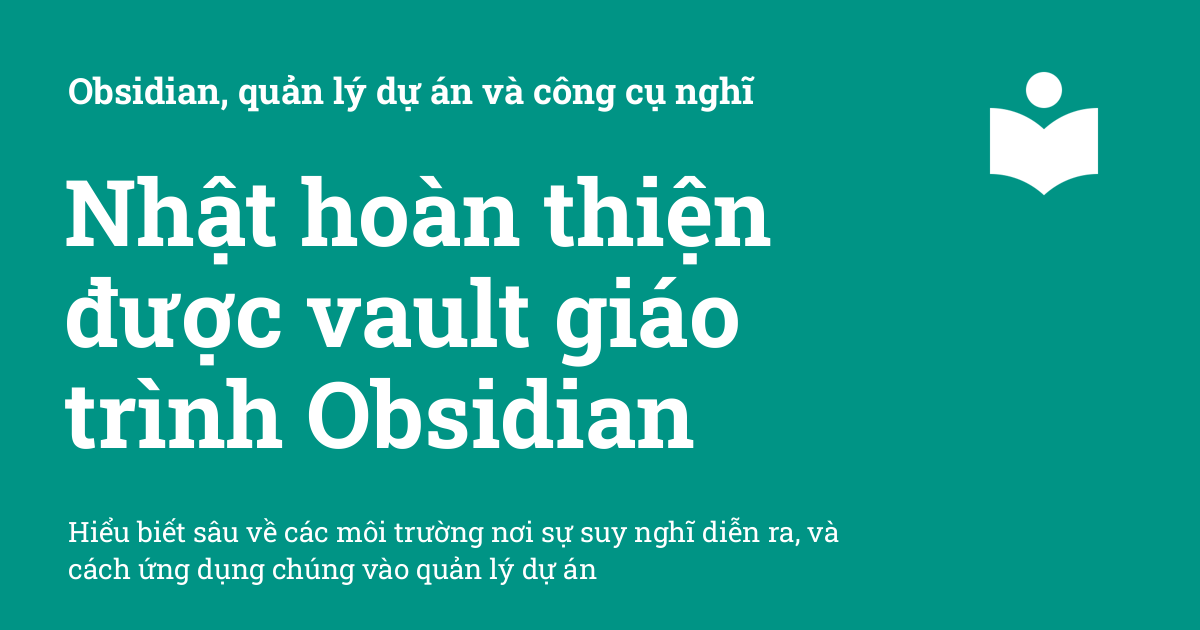 Obsidian, quản lý dự án và công cụ nghĩ
Nhật hoàn thiện
được vault giáo
trình Obsidian
Hiểu biết sâu về các môi trường nơi sự suy nghĩ diễn ra, và
cách ứng dụng chúng vào quản lý dự án